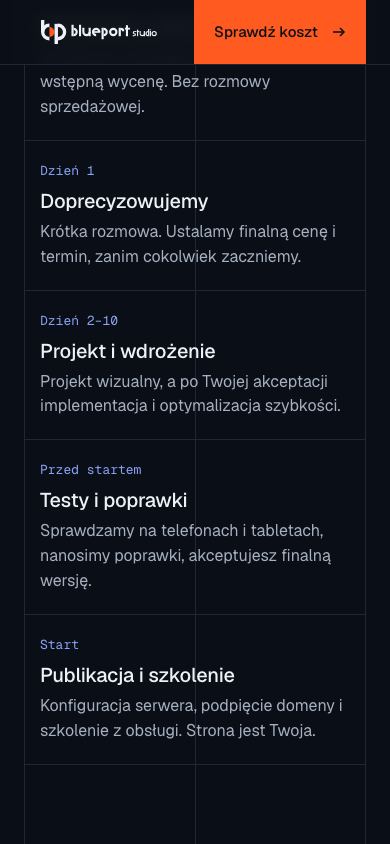 blueport studio
Sprawdź koszt →
wstępną wycenę. Bez rozmowy
sprzedażowej.
Dzień 1
Doprecyzowujemy
Krótka rozmowa. Ustalamy finalną cenę i
termin, zanim cokolwiek zaczniemy.
Dzień 2–10
Projekt i wdrożenie
Projekt wizualny, a po Twojej akceptacji
implementacja i optymalizacja szybkości.
Przed startem
Testy i poprawki
Sprawdzamy na telefonach i tabletach,
nanosimy poprawki, akceptujesz finalną
wersję.
Start
Publikacja i szkolenie
Konfiguracja serwera, podpięcie domeny i
szkolenie z obsługi. Strona jest Twoja.